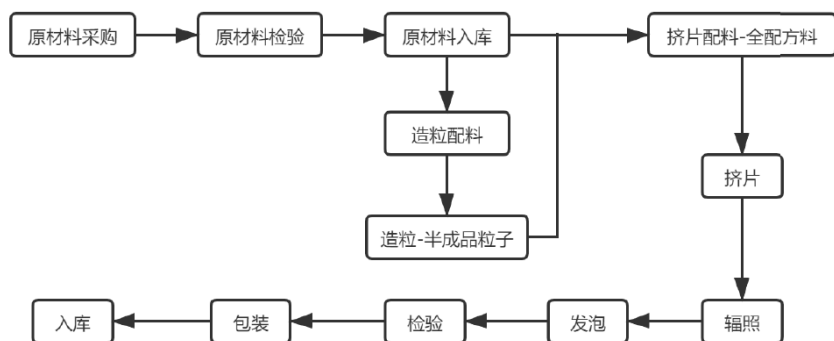 原材料采购
原材料检验
原材料入库
挤片配料-全配方料
造粒配料
挤片
造粒-半成品粒子
入库
包装
检验
发泡
辐照